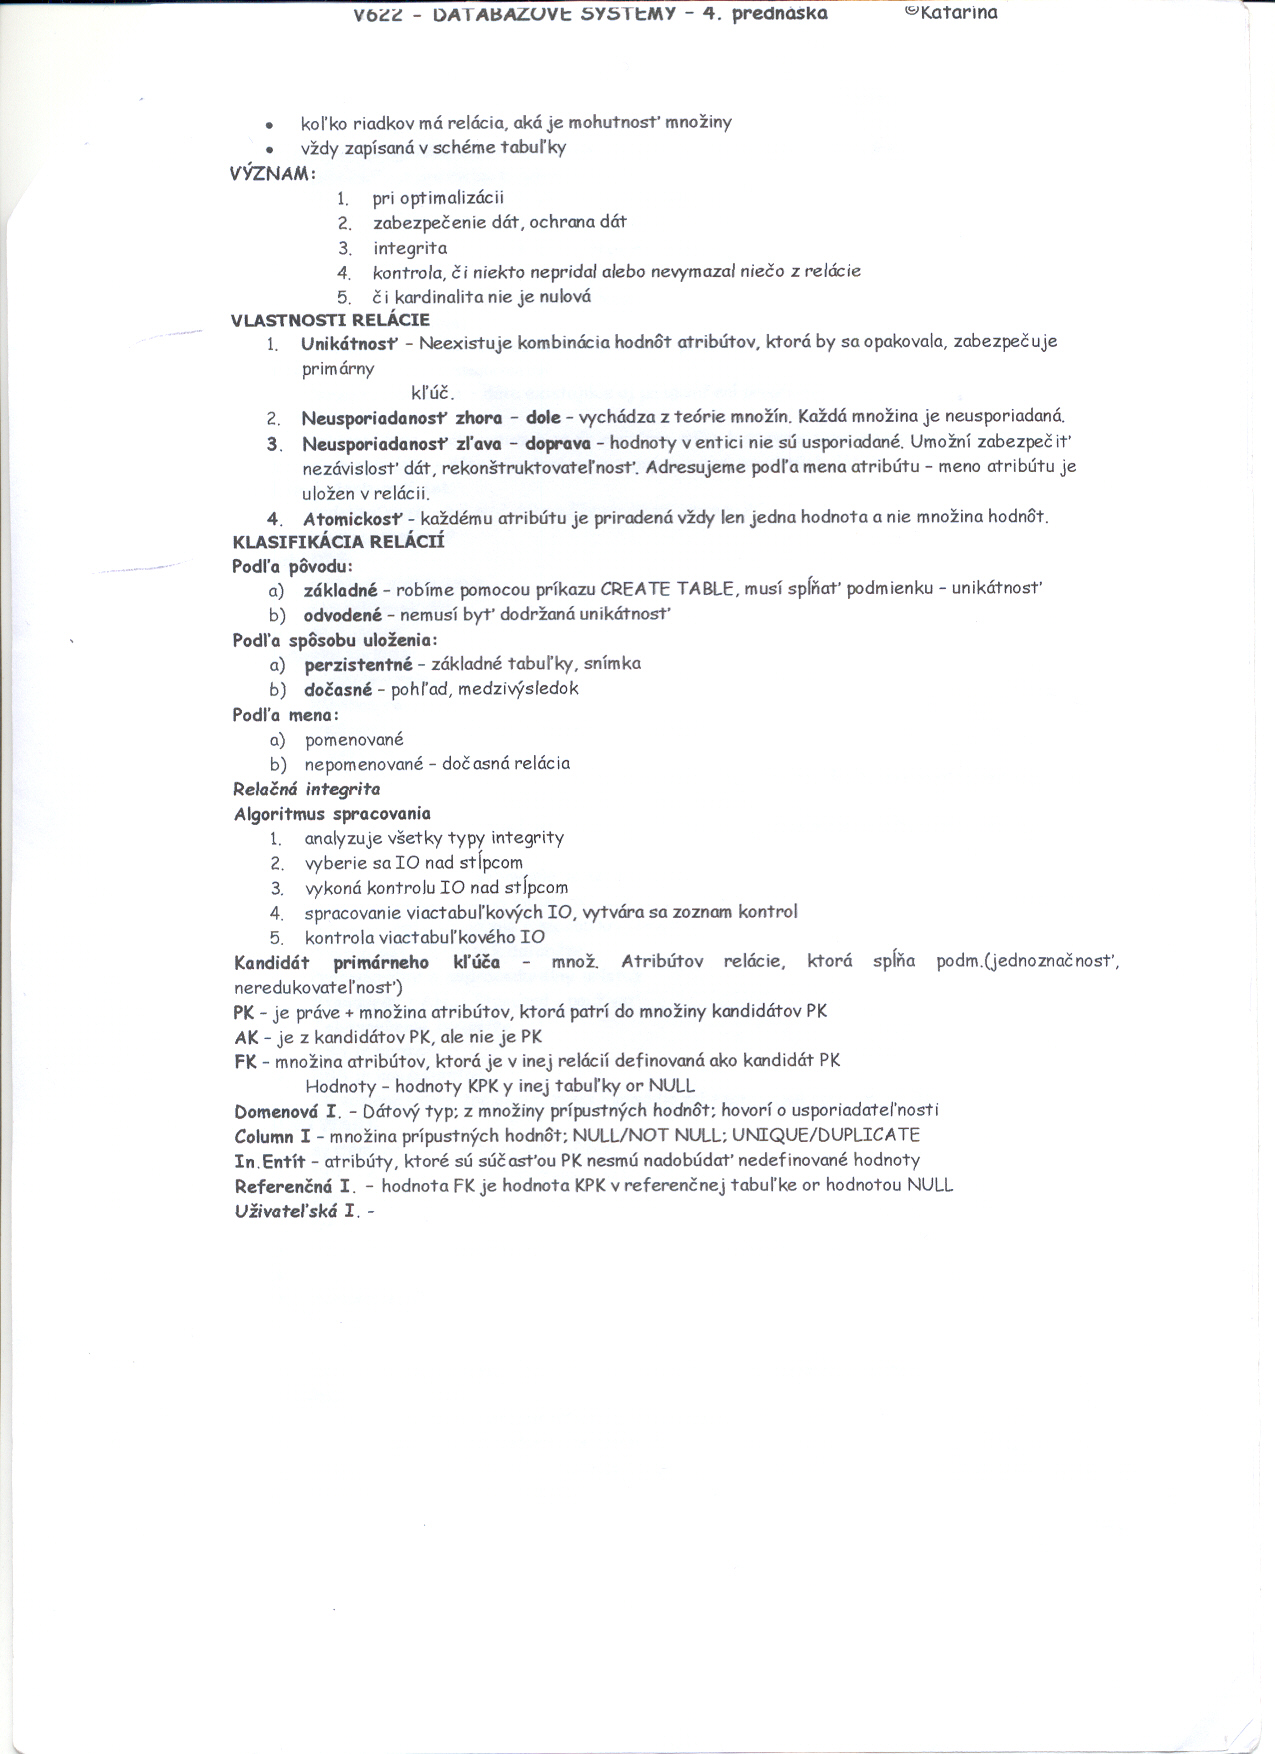 V622 - DATABÁZOVÉ SYSTÉMY - 4. prednáška ©Katarina
• koľko riadkov má relácia, aká je mohutnosť množiny
• vždy zapísaná v schéme tabuľky
VÝZNAM:
1. pri optimalizácii
2. zabezpečenie dát, ochrana dát
3. integrita
4. kontrola, či niekto nepridal alebo nevymazal niečo z relácie
5. či kardinalita nie je nulová
VLASTNOSTI RELÁCIE
1. Unikátnosť - Neexistuje kombinácia hodnôt atribútov, ktorá by sa opakovala, zabezpečuje
primárny
kľúč.
2. Neusporiadanosť zhora - dole - vychádza z teórie množín. Každá množina je neusporiadaná.
3. Neusporiadanosť zľava - doprava - hodnoty v entici nie sú usporiadané. Umožní zabezpečiť
nezávislosť dát, rekonštruktovateľnosť. Adresujeme podľa mena atribútu - meno atribútu je
uložen v relácii.
4. Atomickosť - každému atribútu je priradená vždy len jedna hodnota a nie množina hodnôt.
KLASIFIKÁCIA RELÁCIÍ
Podľa pôvodu:
a) základné - robíme pomocou príkazu CREATE TABLE, musí spĺňať podmienku - unikátnosť
b) odvodené - nemusí byť dodržaná unikátnosť
Podľa spôsobu uloženia:
a) perzistentné - základné tabuľky, snímka
b) dočasné - pohľad, medzivýsledok
Podľa mena:
a) pomenované
b) nepomenované - dočasná relácia
Relačná integrita
Algoritmus spracovania
1. analyzuje všetky typy integrity
2. vyberie sa IO nad stĺpcom
3. vykoná kontrolu IO nad stĺpcom
4. spracovanie viactabuľkových IO, vytvára sa zoznam kontrol
5. kontrola viactabuľkového IO
Kandidát primárneho kľúča - množ. Atribútov relácie, ktorá spĺňa podm.(jednoznačnosť,
neredukovateľnosť)
PK - je práve + množina atribútov, ktorá patrí do množiny kandidátov PK
AK - je z kandidátov PK, ale nie je PK
FK - množina atribútov, ktorá je v inej relácií definovaná ako kandidát PK
Hodnoty - hodnoty KPK y inej tabuľky or NULL
Domenová I. - Dátový typ; z množiny prípustných hodnôt; hovorí o usporiadateľnosti
Column I - množina prípustných hodnôt; NULL/NOT NULL; UNIQUE/DUPLICATE
In.Entít - atribúty, ktoré sú súčasťou PK nesmú nadobúdať nedefinované hodnoty
Referenčná I. - hodnota FK je hodnota KPK v referenčnej tabuľke or hodnotou NULL
Uživateľská I. -